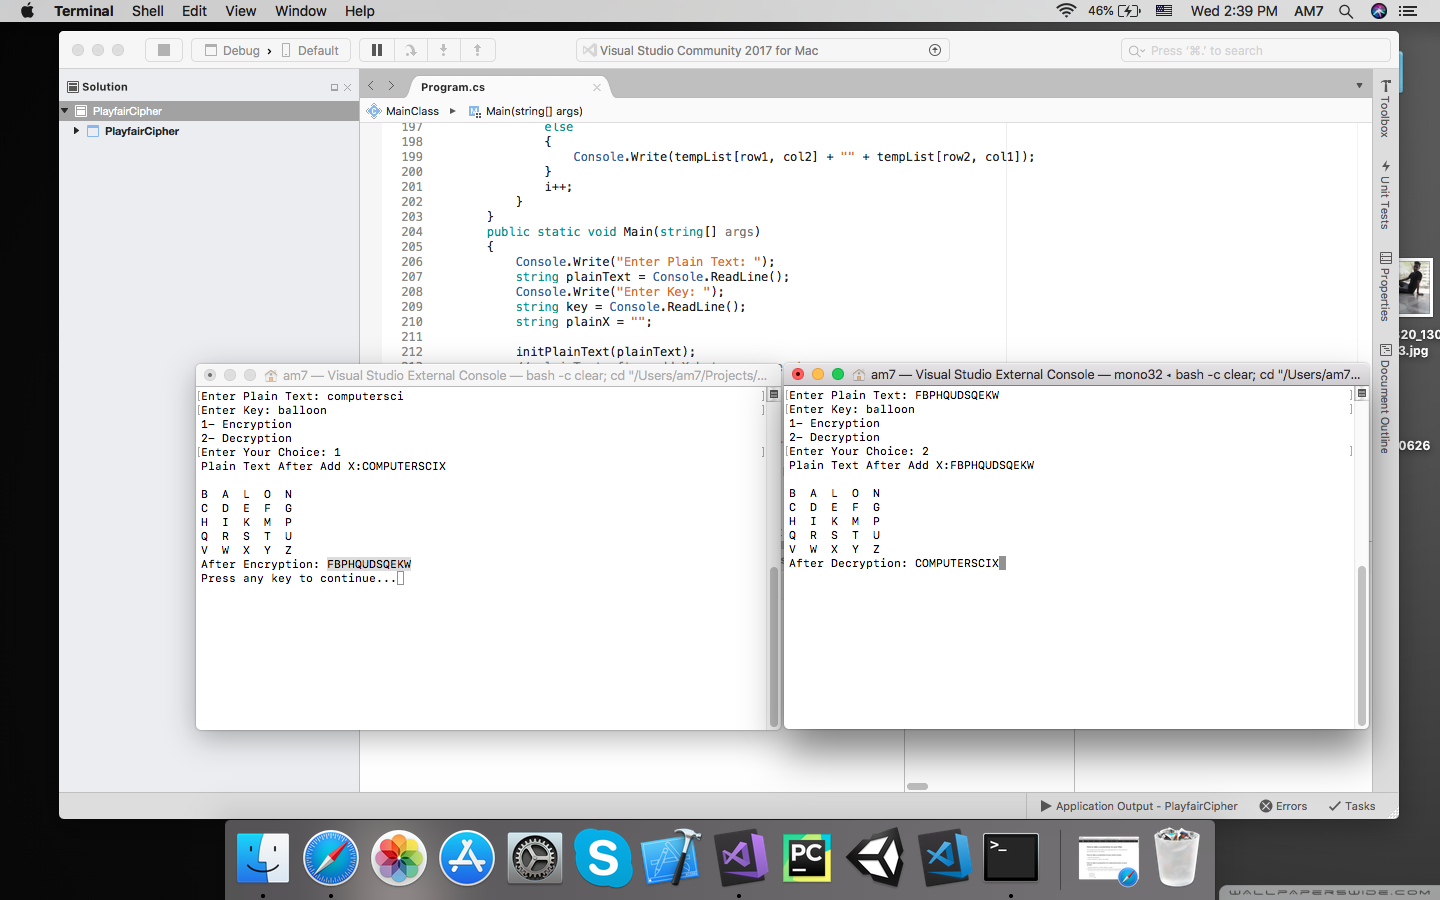 Terminal Shell Edit View Window Help 46% Wed 2:39 PM AM7
Debug › Default Visual Studio Community 2017 for Mac Press '⌘.' to search
Solution
PlayfairCipher
PlayfairCipher
Program.cs
MainClass ▸ Main(string[] args)
197 else
198 {
199 Console.Write(tempList[row1, col2] + "" + tempList[row2, col1]);
200 }
201 i++;
202 }
203 }
204 public static void Main(string[] args)
205 {
206 Console.Write("Enter Plain Text: ");
207 string plainText = Console.ReadLine();
208 Console.Write("Enter Key: ");
209 string key = Console.ReadLine();
210 string plainX = "";
211
212 initPlainText(plainText);
Toolbox
Unit Tests
Properties
Document Outline
20_130
3.jpg
0626
am7 — Visual Studio External Console — bash -c clear; cd "/Users/am7/Projects/...
[Enter Plain Text: computersci ]
[Enter Key: balloon ]
1- Encryption
2- Decryption
[Enter Your Choice: 1 ]
Plain Text After Add X:COMPUTERSCIX
B A L O N
C D E F G
H I K M P
Q R S T U
V W X Y Z
After Encryption: FBPHQUDSQEKW
Press any key to continue...
am7 — Visual Studio External Console — mono32 ◂ bash -c clear; cd "/Users/am7...
[Enter Plain Text: FBPHQUDSQEKW ]
[Enter Key: balloon ]
1- Encryption
2- Decryption
[Enter Your Choice: 2 ]
Plain Text After Add X:FBPHQUDSQEKW
B A L O N
C D E F G
H I K M P
Q R S T U
V W X Y Z
After Decryption: COMPUTERSCIX
Application Output - PlayfairCipher Errors Tasks
S PC >_
WALLPAPERSWIDE.COM